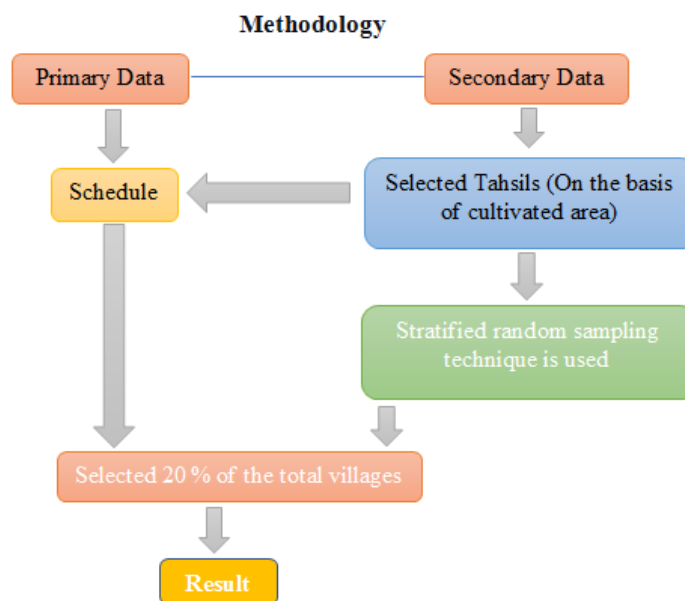 Methodology
Primary Data
Secondary Data
Schedule
Selected Tahsils (On the basis
of cultivated area)
Stratified random sampling
technique is used
Selected 20 % of the total villages
Result